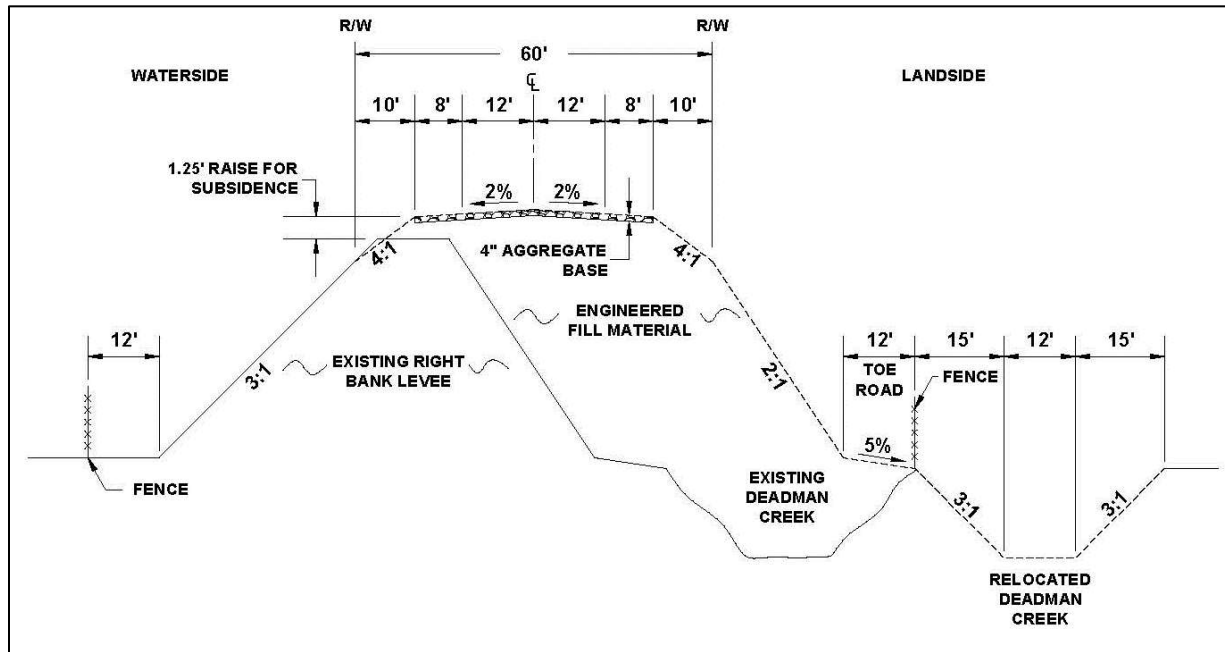 R/W
R/W
60'
WATERSIDE
LANDSIDE
℄
10'
8'
12'
12'
8'
10'
1.25' RAISE FOR
SUBSIDENCE
2%
2%
4:1
4" AGGREGATE
BASE
4:1
ENGINEERED
FILL MATERIAL
12'
EXISTING RIGHT
BANK LEVEE
3:1
2:1
12'
15'
12'
15'
TOE
ROAD
FENCE
5%
FENCE
EXISTING
DEADMAN
CREEK
3:1
3:1
RELOCATED
DEADMAN
CREEK